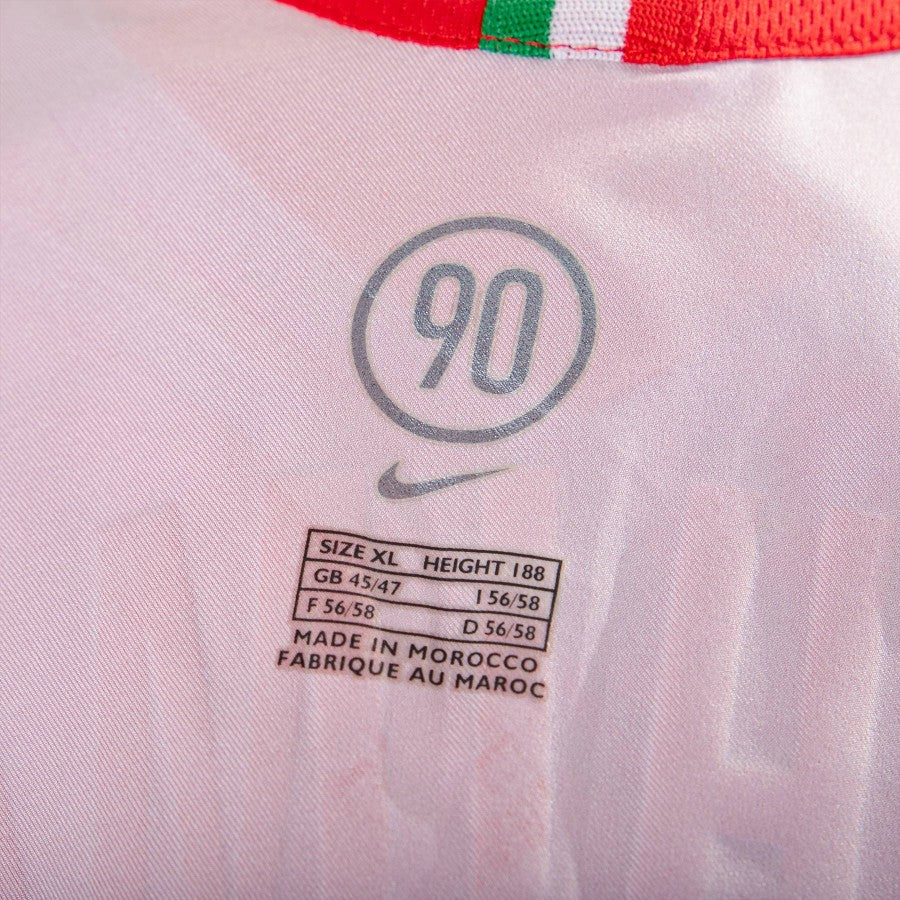 90
SIZE XL HEIGHT 188
GB 45/47 I 56/58
F 56/58 D 56/58
MADE IN MOROCCO
FABRIQUE AU MAROC